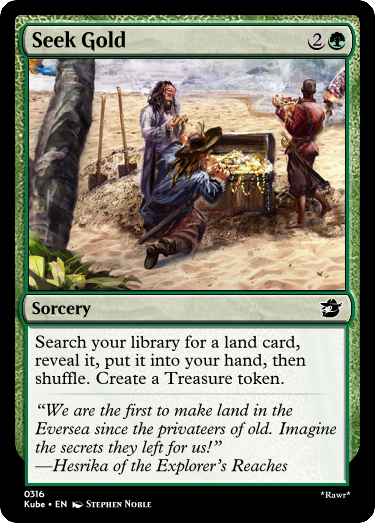 Seek Gold 2
Sorcery
Search your library for a land card,
reveal it, put it into your hand, then
shuffle. Create a Treasure token.
“We are the first to make land in the
Eversea since the privateers of old. Imagine
the secrets they left for us!”
—Hesrika of the Explorer’s Reaches
0316
Kube • EN Stephen Noble
*Rawr*